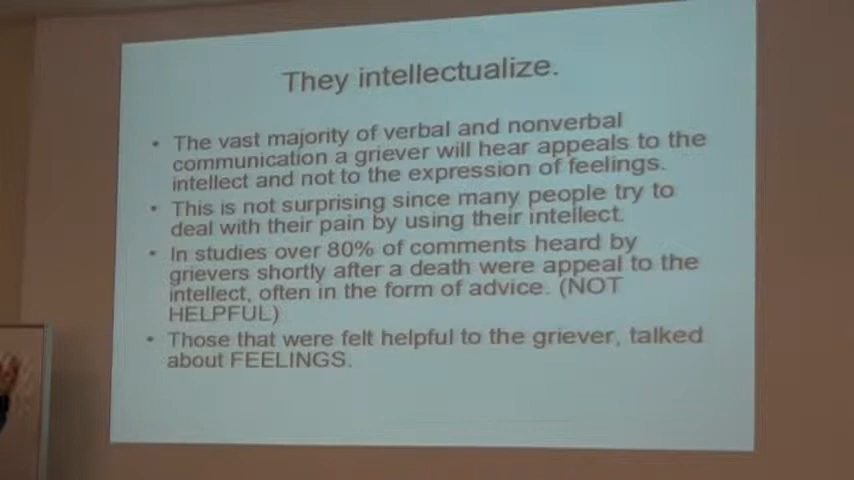 They intellectualize.
• The vast majority of verbal and nonverbal
communication a griever will hear appeals to the
intellect and not to the expression of feelings.
• This is not surprising since many people try to
deal with their pain by using their intellect.
• In studies over 80% of comments heard by
grievers shortly after a death were appeal to the
intellect, often in the form of advice. (NOT
HELPFUL)
• Those that were felt helpful to the griever, talked
about FEELINGS.